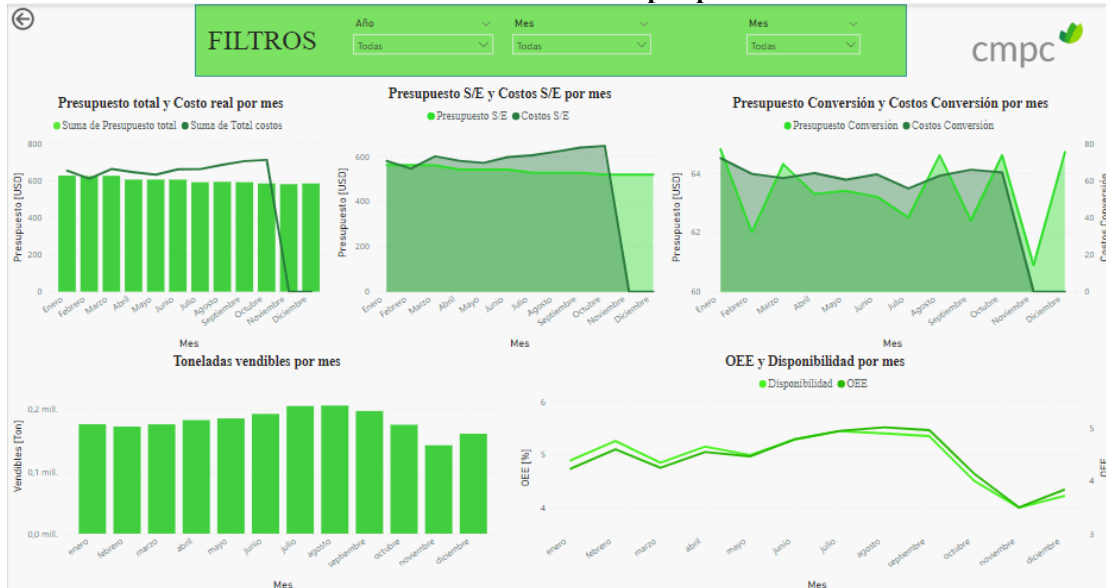 Año
Mes
Mes
FILTROS
Todas
Todas
Todas
cmpc
Presupuesto total y Costo real por mes
Suma de Presupuesto total Suma de Total costos
Presupuesto [USD]
800
600
400
200
0
Enero Febrero Marzo Abril Mayo Junio Julio Agosto Septiembre Octubre Noviembre Diciembre
Mes
Presupuesto S/E y Costos S/E por mes
Presupuesto S/E Costos S/E
Presupuesto [USD]
600
400
200
0
Enero Febrero Marzo Abril Mayo Junio Julio Agosto Septiembre Octubre Noviembre Diciembre
Mes
Presupuesto Conversión y Costos Conversión por mes
Presupuesto Conversión Costos Conversión
Presupuesto [USD]
64
62
60
80
60
40
20
0
Costos Conversión
Enero Febrero Marzo Abril Mayo Junio Julio Agosto Septiembre Octubre Noviembre Diciembre
Mes
Toneladas vendibles por mes
Vendibles [Ton]
0,2 mill.
0,1 mill.
0,0 mill.
enero febrero marzo abril mayo junio julio agosto septiembre octubre noviembre diciembre
Mes
OEE y Disponibilidad por mes
Disponibilidad OEE
OEE [%]
6
5
4
5
4
3
OEE
enero febrero marzo abril mayo junio julio agosto septiembre octubre noviembre diciembre
Mes